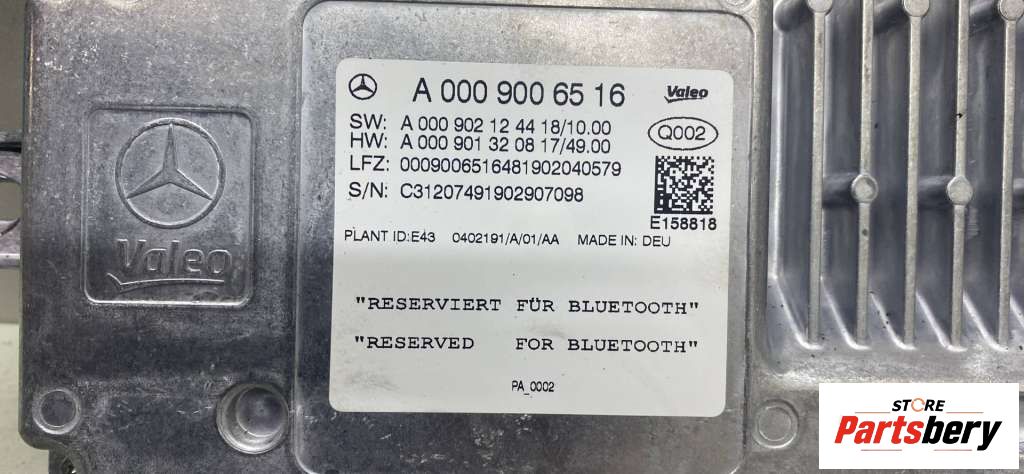 Valeo
A 000 900 65 16
Valeo
SW: A 000 902 12 44 18/10.00
HW: A 000 901 32 08 17/49.00
Q002
LFZ: 0009006516481902040579
S/N: C31207491902907098
E158818
PLANT ID:E43 0402191/A/01/AA MADE IN: DEU
"RESERVIERT FÜR BLUETOOTH"
"RESERVED FOR BLUETOOTH"
PA_0002
STORE
Partsbery